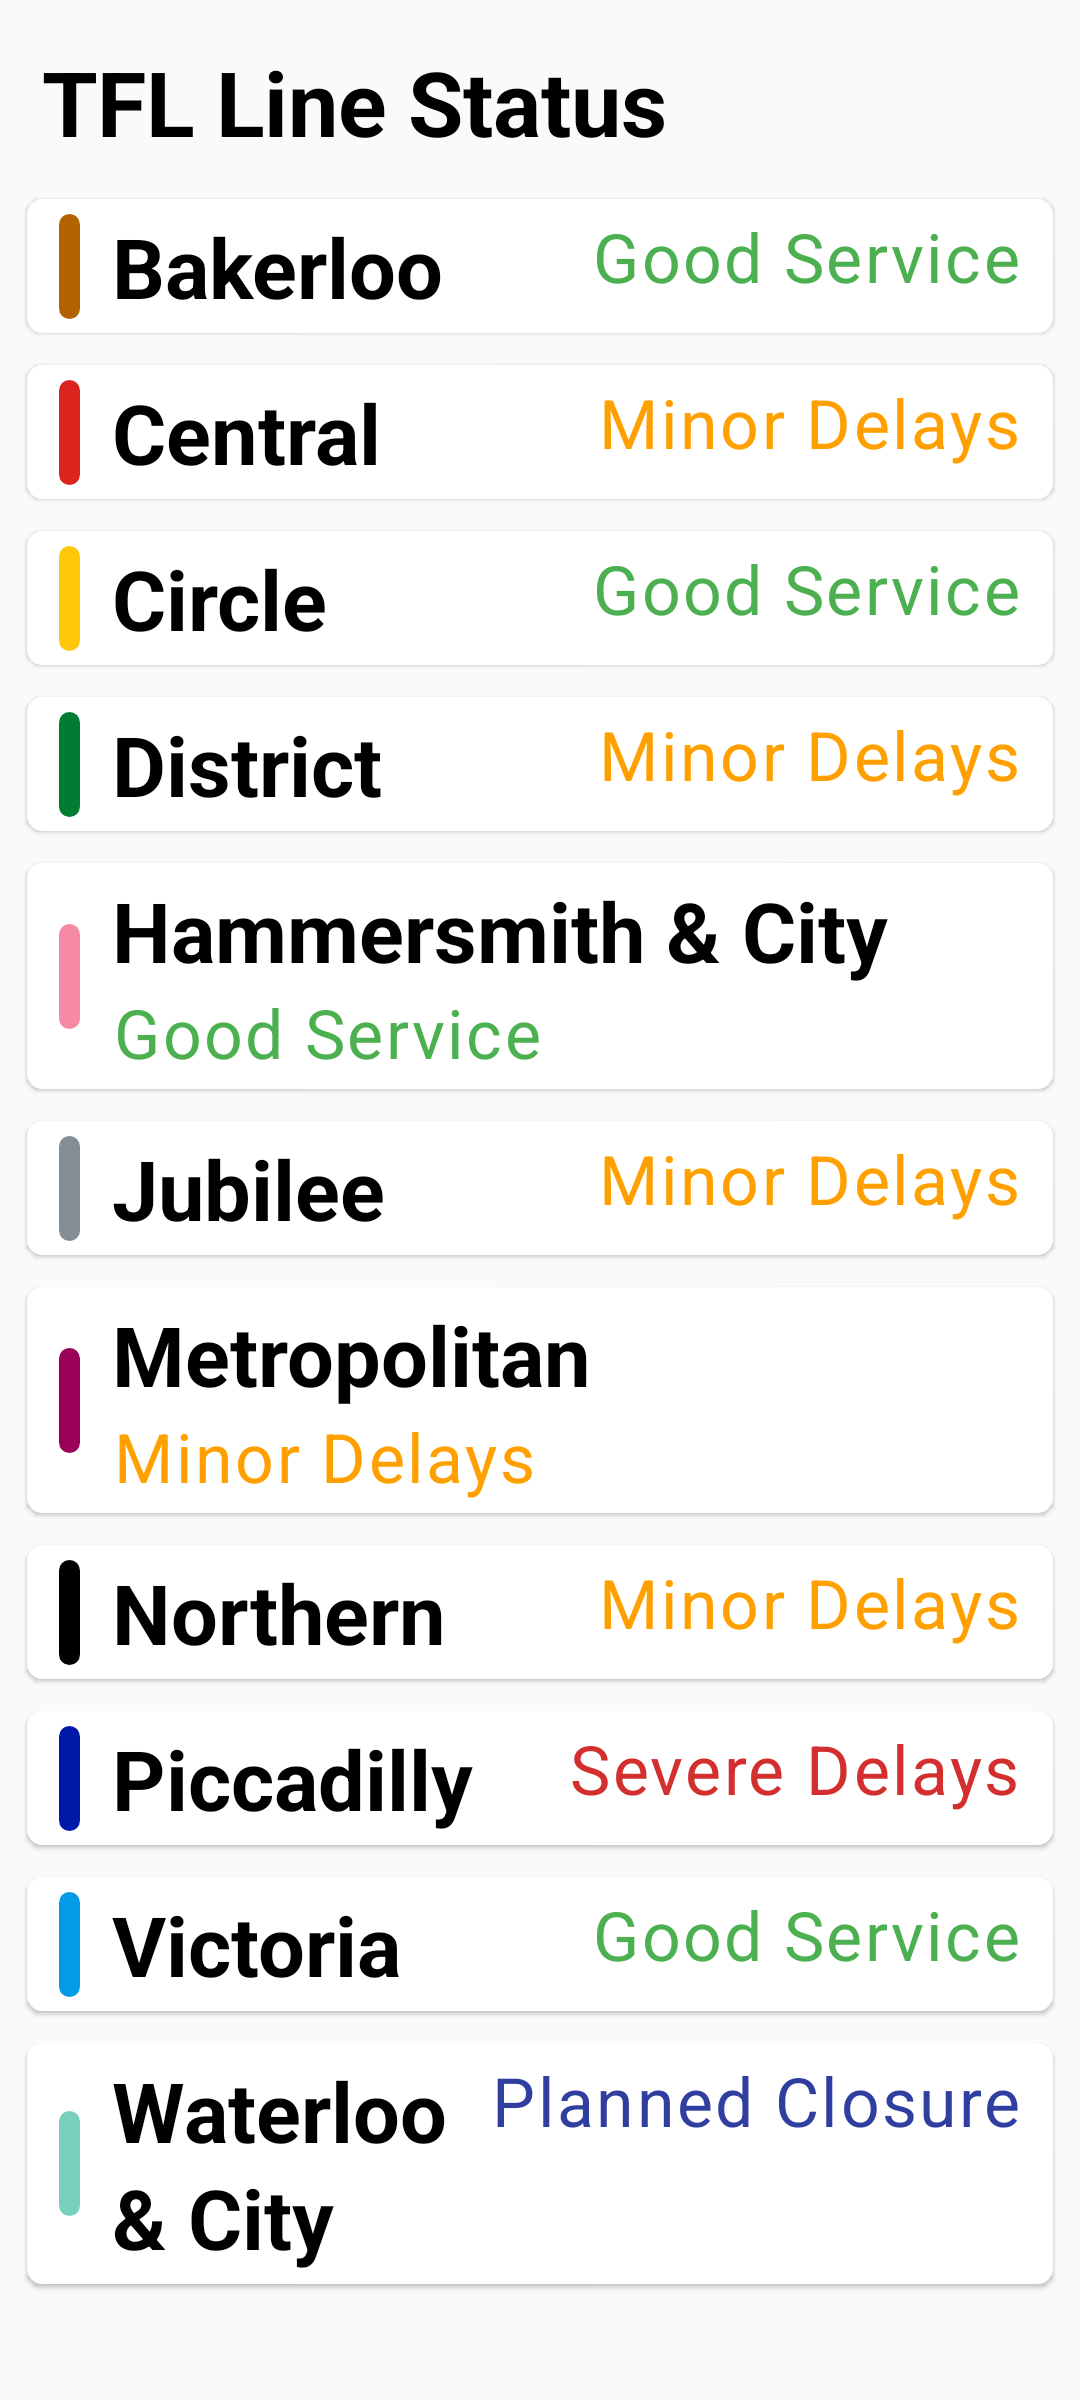 TFL Line Status
Bakerloo
Good Service
Central
Minor Delays
Circle
Good Service
District
Minor Delays
Hammersmith & City
Good Service
Jubilee
Minor Delays
Metropolitan
Minor Delays
Northern
Minor Delays
Piccadilly
Severe Delays
Victoria
Good Service
Waterloo
& City
Planned Closure